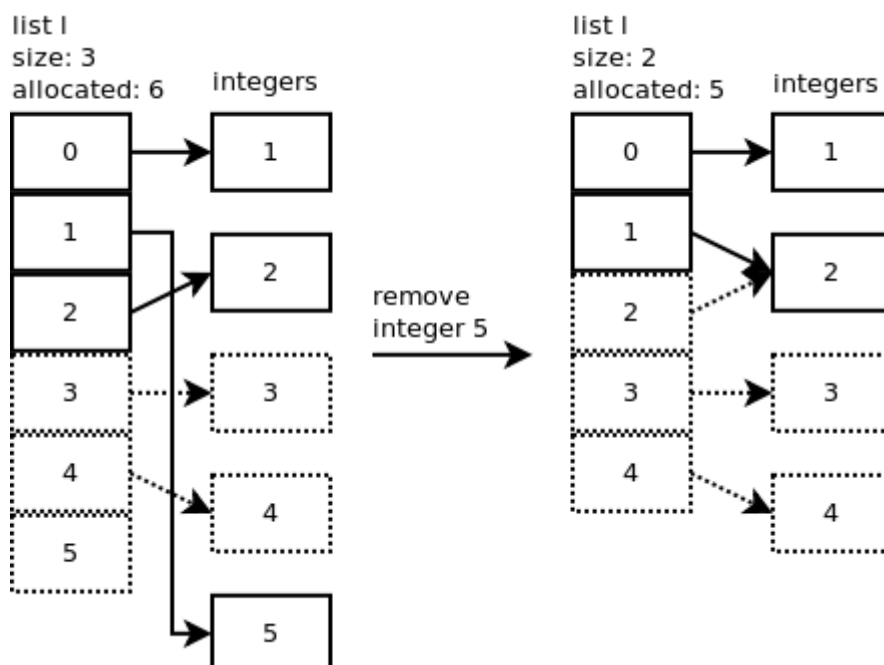 list l
size: 3
allocated: 6
integers
0
1
1
2
2
3
3
4
4
5
5
remove
integer 5
list l
size: 2
allocated: 5
integers
0
1
1
2
2
3
3
4
4